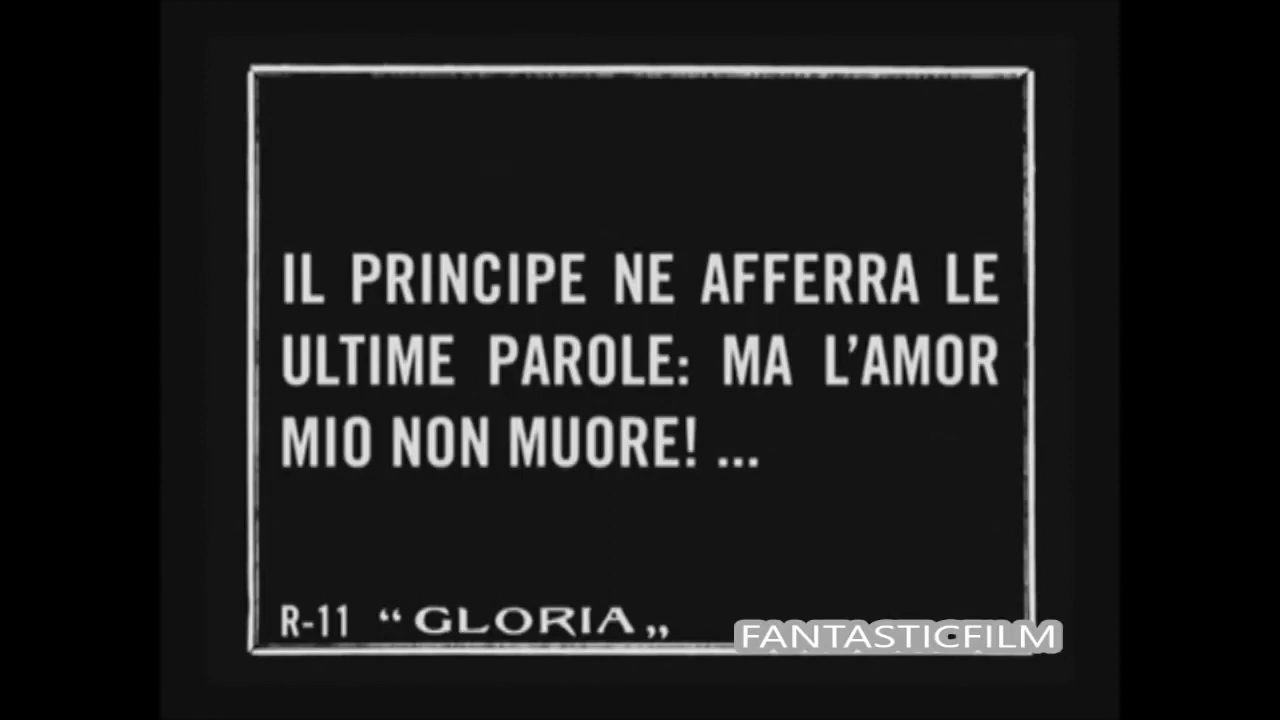 IL PRINCIPE NE AFFERRA LE
ULTIME PAROLE: MA L’AMOR
MIO NON MUORE! ...
R-11 “GLORIA„
FANTASTICFILM